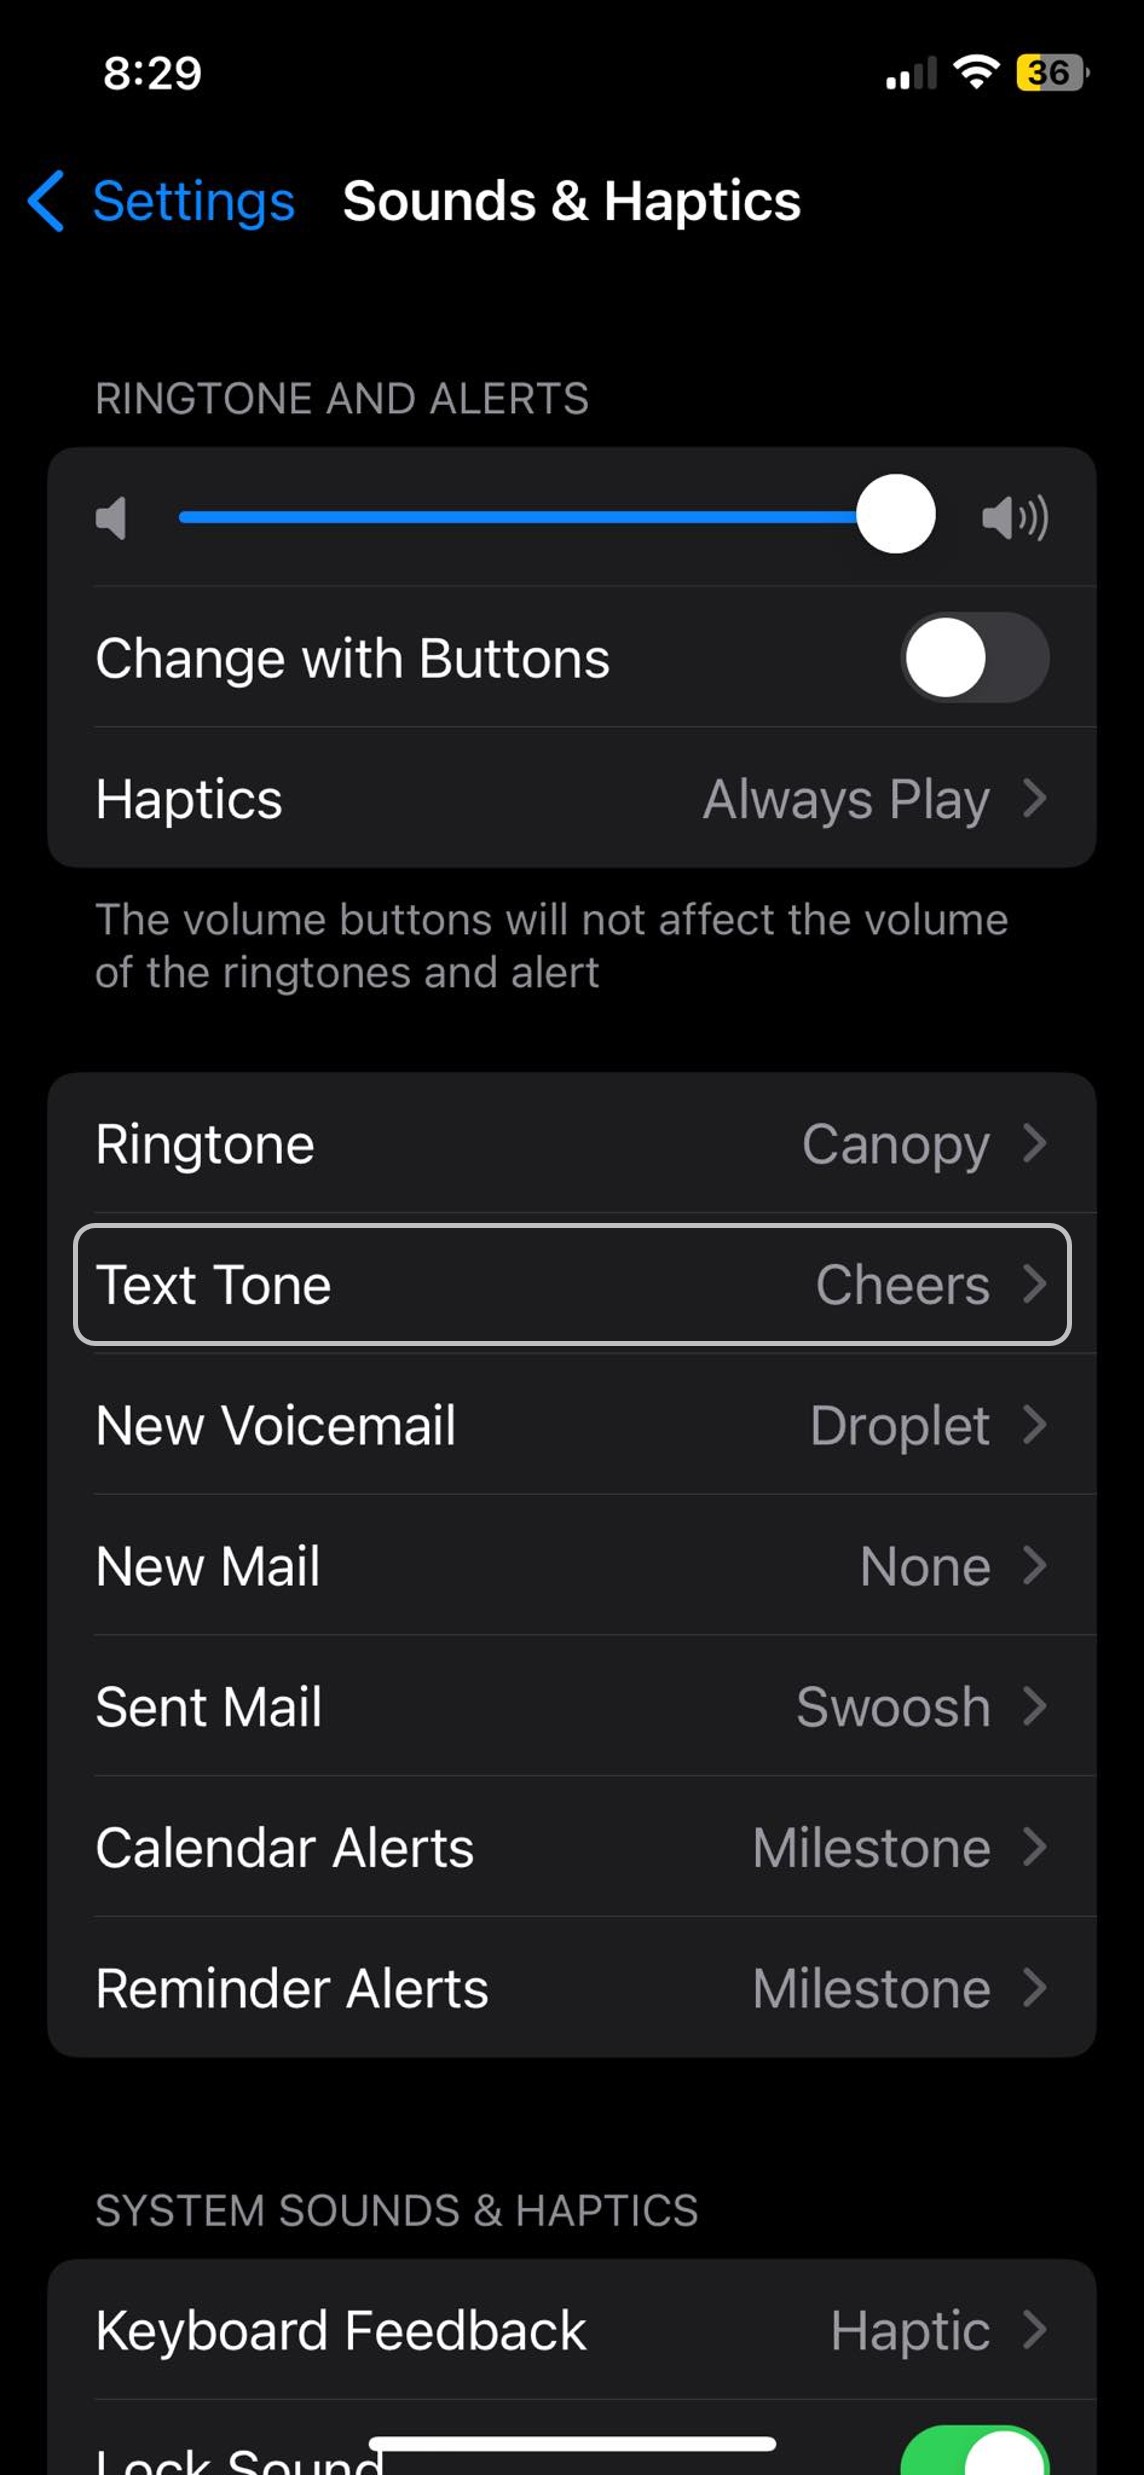 8:29
36
Settings
Sounds & Haptics
RINGTONE AND ALERTS
Change with Buttons
Haptics Always Play
The volume buttons will not affect the volume
of the ringtones and alert
Ringtone Canopy
Text Tone Cheers
New Voicemail Droplet
New Mail None
Sent Mail Swoosh
Calendar Alerts Milestone
Reminder Alerts Milestone
SYSTEM SOUNDS & HAPTICS
Keyboard Feedback Haptic
Lock Sound